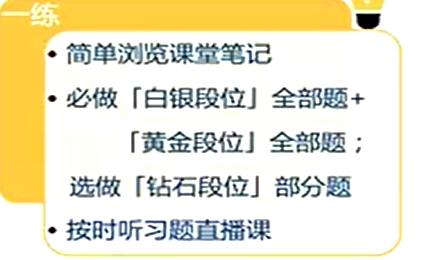 一练
• 简单浏览课堂笔记
• 必做「白银段位」全部题+
「黄金段位」全部题；
选做「钻石段位」部分题
• 按时听习题直播课